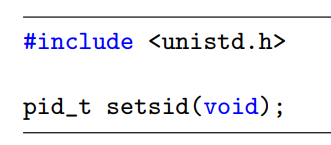 #include <unistd.h>
pid_t setsid(void);